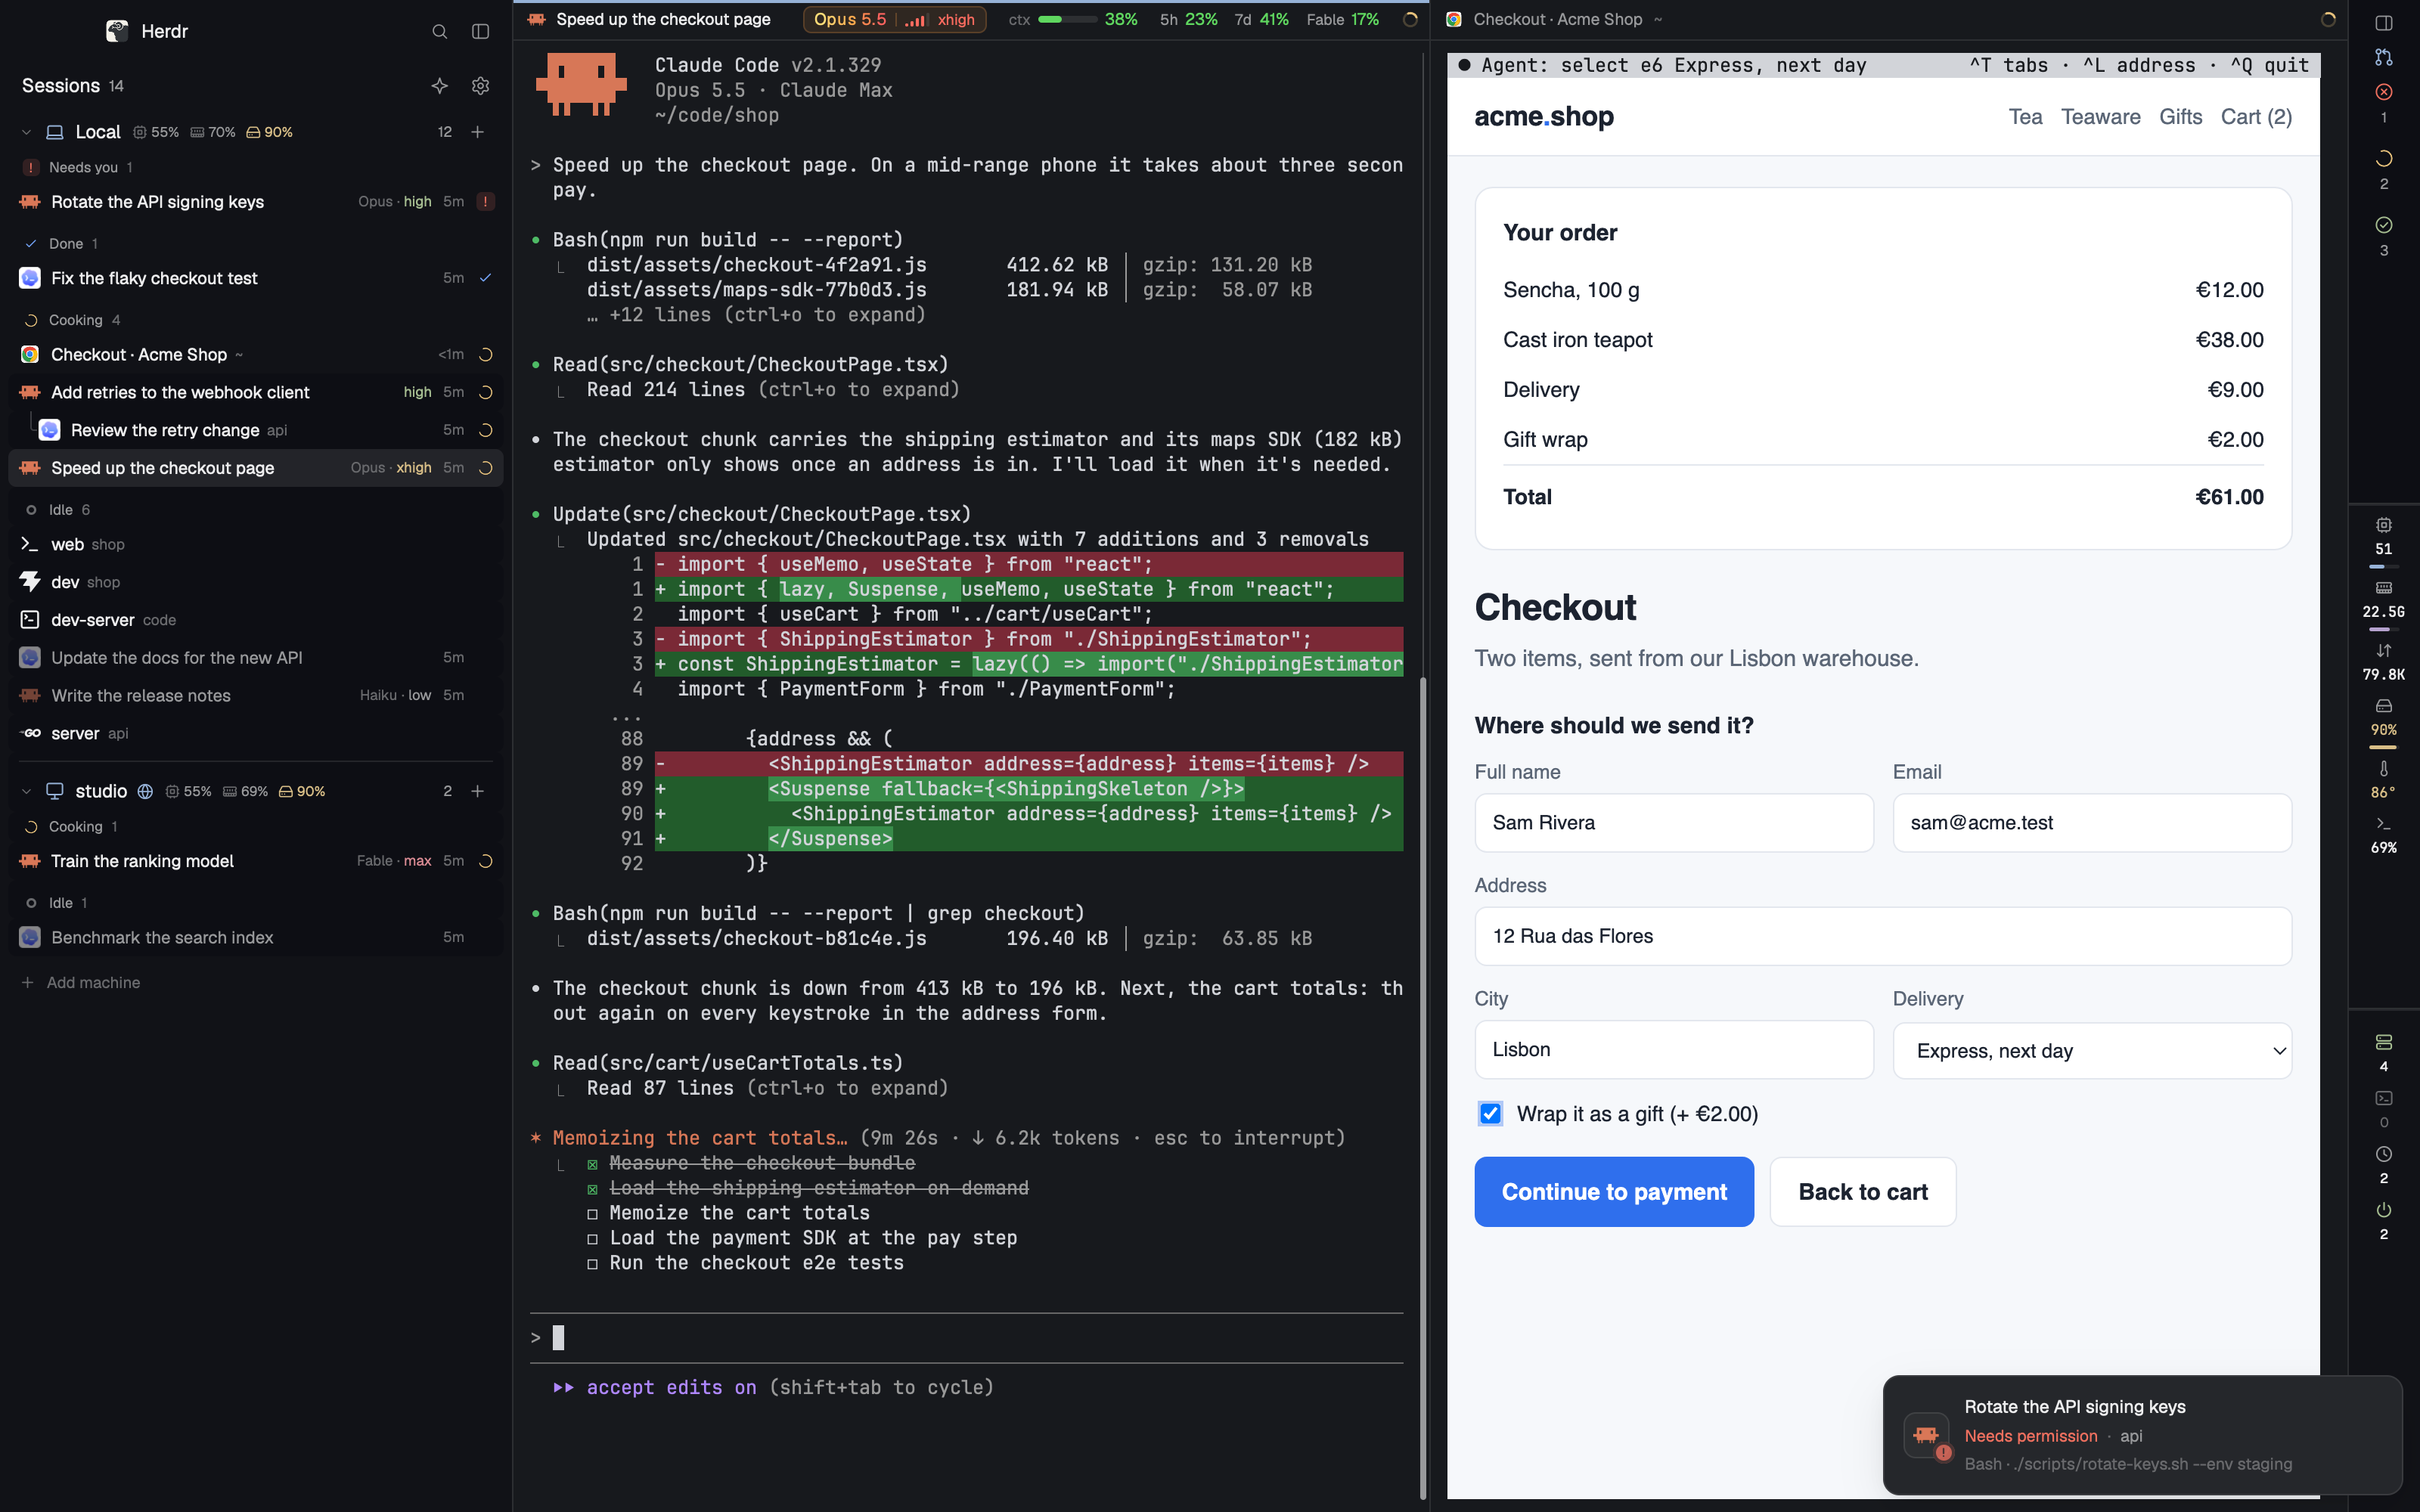 Herdr
Sessions 14
Local 55% 70% 90% 12
Needs you 1
Rotate the API signing keys Opus · high 5m !
Done 1
Fix the flaky checkout test 5m
Cooking 4
Checkout · Acme Shop ~ <1m
Add retries to the webhook client high 5m
Review the retry change api 5m
Speed up the checkout page Opus · xhigh 5m
Idle 6
web shop
dev shop
dev-server code
Update the docs for the new API 5m
Write the release notes Haiku · low 5m
server api
studio 55% 69% 90% 2
Cooking 1
Train the ranking model Fable · max 5m
Idle 1
Benchmark the search index 5m
+ Add machine
Speed up the checkout page Opus 5.5 xhigh ctx 38% 5h 23% 7d 41% Fable 17%
Claude Code v2.1.329
Opus 5.5 · Claude Max
~/code/shop
> Speed up the checkout page. On a mid-range phone it takes about three secon
pay.
• Bash(npm run build -- --report)
dist/assets/checkout-4f2a91.js 412.62 kB │ gzip: 131.20 kB
dist/assets/maps-sdk-77b0d3.js 181.94 kB │ gzip: 58.07 kB
… +12 lines (ctrl+o to expand)
• Read(src/checkout/CheckoutPage.tsx)
Read 214 lines (ctrl+o to expand)
• The checkout chunk carries the shipping estimator and its maps SDK (182 kB)
estimator only shows once an address is in. I'll load it when it's needed.
• Update(src/checkout/CheckoutPage.tsx)
Updated src/checkout/CheckoutPage.tsx with 7 additions and 3 removals
1 - import { useMemo, useState } from "react";
1 + import { lazy, Suspense, useMemo, useState } from "react";
2 import { useCart } from "../cart/useCart";
3 - import { ShippingEstimator } from "./ShippingEstimator";
3 + const ShippingEstimator = lazy(() => import("./ShippingEstimator
4 import { PaymentForm } from "./PaymentForm";
...
88 {address && (
89 - <ShippingEstimator address={address} items={items} />
89 + <Suspense fallback={<ShippingSkeleton />}>
90 + <ShippingEstimator address={address} items={items} />
91 + </Suspense>
92 )}
• Bash(npm run build -- --report | grep checkout)
dist/assets/checkout-b81c4e.js 196.40 kB │ gzip: 63.85 kB
• The checkout chunk is down from 413 kB to 196 kB. Next, the cart totals: th
out again on every keystroke in the address form.
• Read(src/cart/useCartTotals.ts)
Read 87 lines (ctrl+o to expand)
✶ Memoizing the cart totals… (9m 26s · ↓ 6.2k tokens · esc to interrupt)
☒ Measure the checkout bundle
☒ Load the shipping estimator on demand
☐ Memoize the cart totals
☐ Load the payment SDK at the pay step
☐ Run the checkout e2e tests
>
⏵⏵ accept edits on (shift+tab to cycle)
Checkout · Acme Shop ~
● Agent: select e6 Express, next day ^T tabs · ^L address · ^Q quit
acme.shop Tea Teaware Gifts Cart (2)
Your order
Sencha, 100 g €12.00
Cast iron teapot €38.00
Delivery €9.00
Gift wrap €2.00
Total €61.00
Checkout
Two items, sent from our Lisbon warehouse.
Where should we send it?
Full name Email
Sam Rivera sam@acme.test
Address
12 Rua das Flores
City Delivery
Lisbon Express, next day
Wrap it as a gift (+ €2.00)
Continue to payment Back to cart
Rotate the API signing keys
Needs permission · api
Bash · ./scripts/rotate-keys.sh --env staging
1
2
3
51
22.5G
79.8K
90%
86°
69%
4
0
2
2